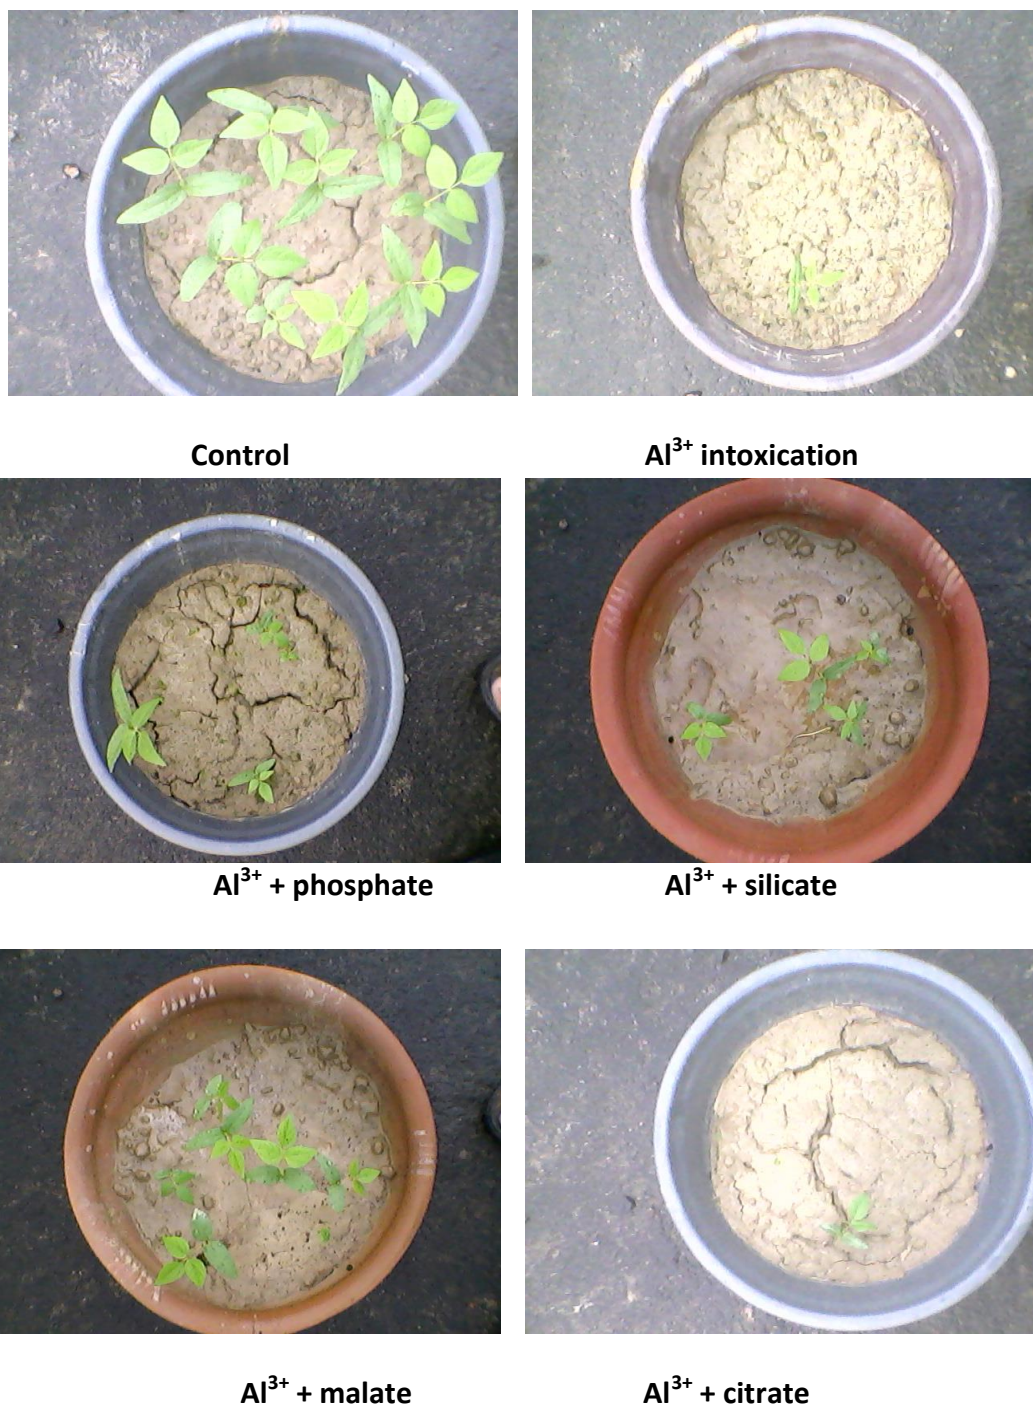 Control
Al³⁺ intoxication
Al³⁺ + phosphate
Al³⁺ + silicate
Al³⁺ + malate
Al³⁺ + citrate